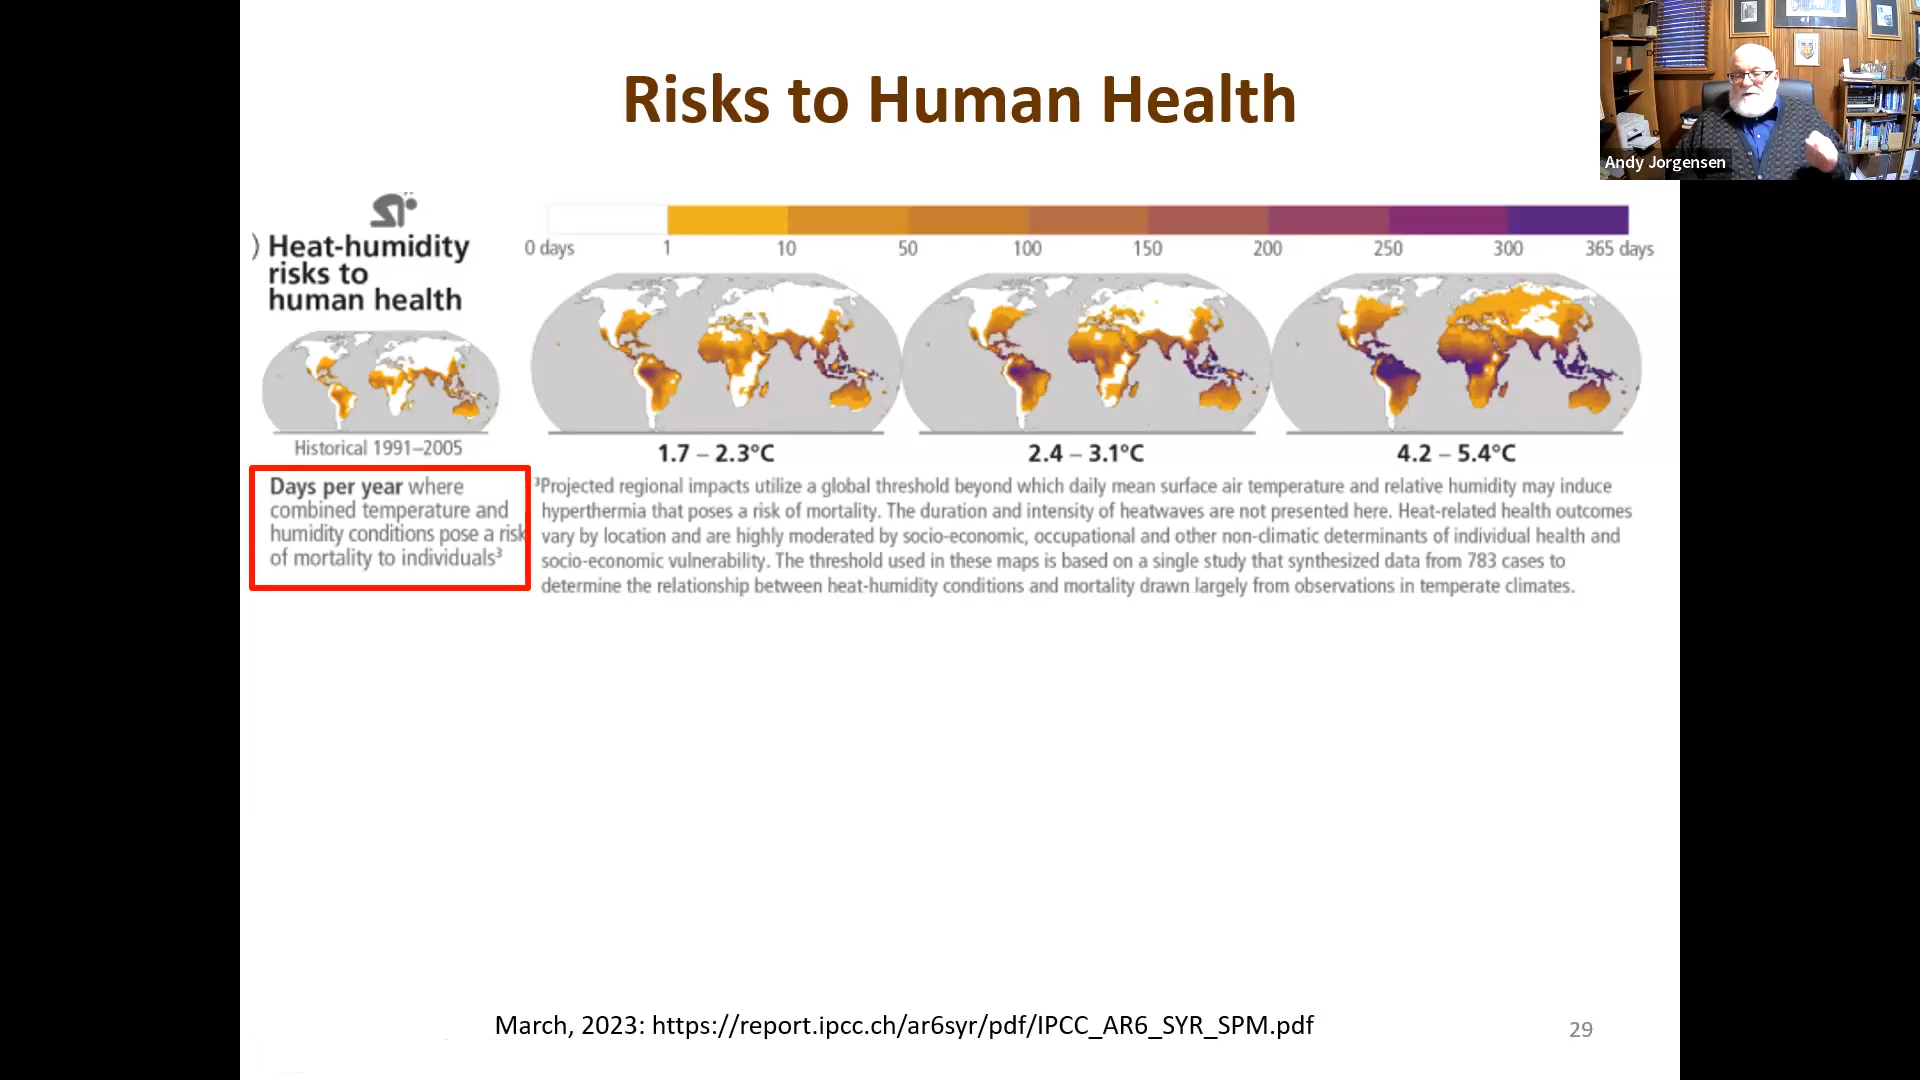 Risks to Human Health
Andy Jorgensen
) Heat-humidity
risks to
human health
0 days 1 10 50 100 150 200 250 300 365 days
Historical 1991–2005
1.7 – 2.3°C 2.4 – 3.1°C 4.2 – 5.4°C
Days per year where
combined temperature and
humidity conditions pose a risk
of mortality to individuals³
³Projected regional impacts utilize a global threshold beyond which daily mean surface air temperature and relative humidity may induce
hyperthermia that poses a risk of mortality. The duration and intensity of heatwaves are not presented here. Heat-related health outcomes
vary by location and are highly moderated by socio-economic, occupational and other non-climatic determinants of individual health and
socio-economic vulnerability. The threshold used in these maps is based on a single study that synthesized data from 783 cases to
determine the relationship between heat-humidity conditions and mortality drawn largely from observations in temperate climates.
March, 2023: https://report.ipcc.ch/ar6syr/pdf/IPCC_AR6_SYR_SPM.pdf
29